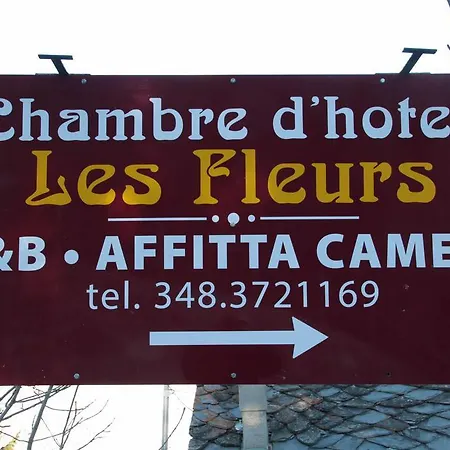 Chambre d'hote
Les Fleurs
&B • AFFITTA CAME
tel. 348.3721169